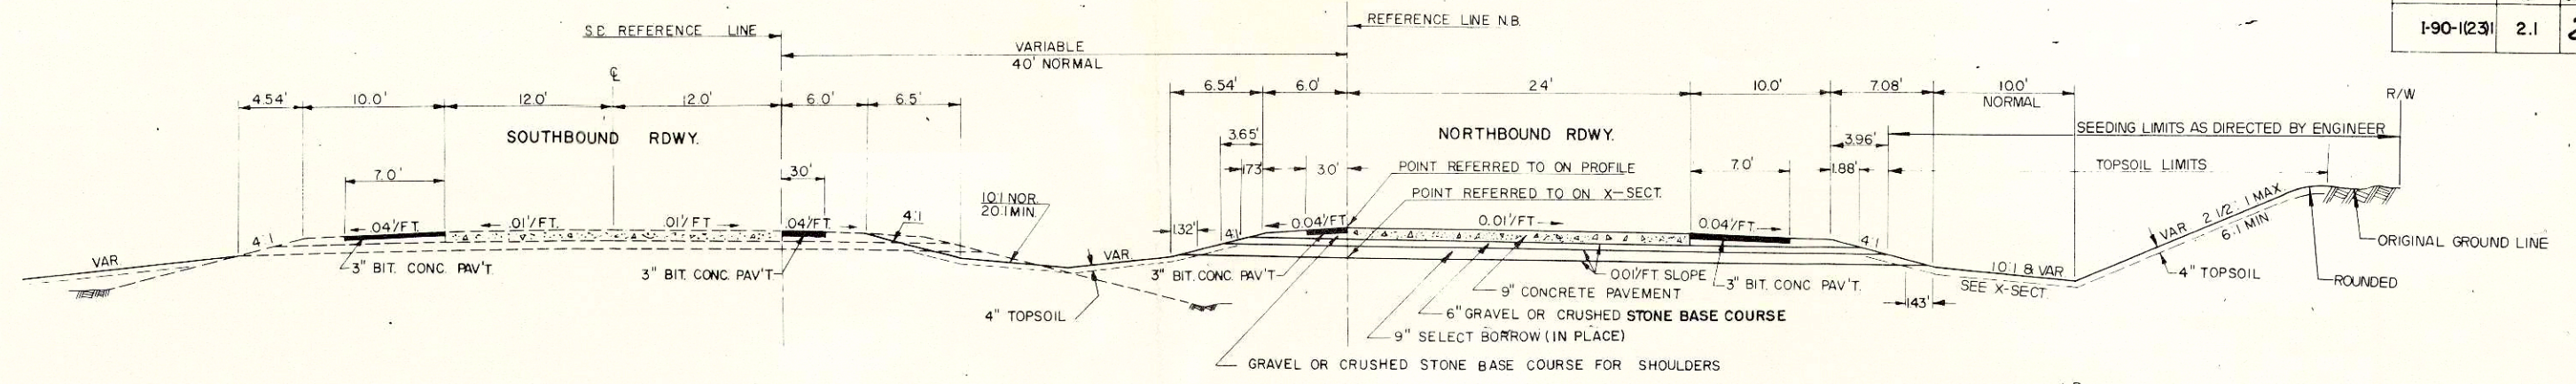 I-90-1(23)1 2.1
REFERENCE LINE N.B.
S.B. REFERENCE LINE
VARIABLE
40' NORMAL
℄
4.54' 10.0' 12.0' 12.0' 6.0' 6.5' 6.54' 6.0' 24' 10.0' 7.08' 10.0'
NORMAL
R/W
SOUTHBOUND RDWY.
NORTHBOUND RDWY.
SEEDING LIMITS AS DIRECTED BY ENGINEER
3.65' 3.96'
7.0' 3.0' 1.73' 3.0' 7.0' 1.88'
POINT REFERRED TO ON PROFILE
TOPSOIL LIMITS
POINT REFERRED TO ON X-SECT.
10:1 NOR.
20:1 MIN.
4:1 .04'/FT. .01'/FT. .01'/FT. .04'/FT. 4:1
1.32' 4:1 0.04'/FT. 0.01'/FT. 0.04'/FT. 4:1
VAR. 2 1/2 : 1 MAX.
6:1 MIN.
ORIGINAL GROUND LINE
VAR.
3" BIT. CONC. PAV'T.
3" BIT. CONC. PAV'T
VAR.
3" BIT. CONC. PAV'T
0.01'/FT. SLOPE
3" BIT. CONC. PAV'T.
10:1 & VAR.
SEE X-SECT.
4" TOPSOIL
ROUNDED
9" CONCRETE PAVEMENT
1.43'
4" TOPSOIL
6" GRAVEL OR CRUSHED STONE BASE COURSE
9" SELECT BORROW (IN PLACE)
GRAVEL OR CRUSHED STONE BASE COURSE FOR SHOULDERS